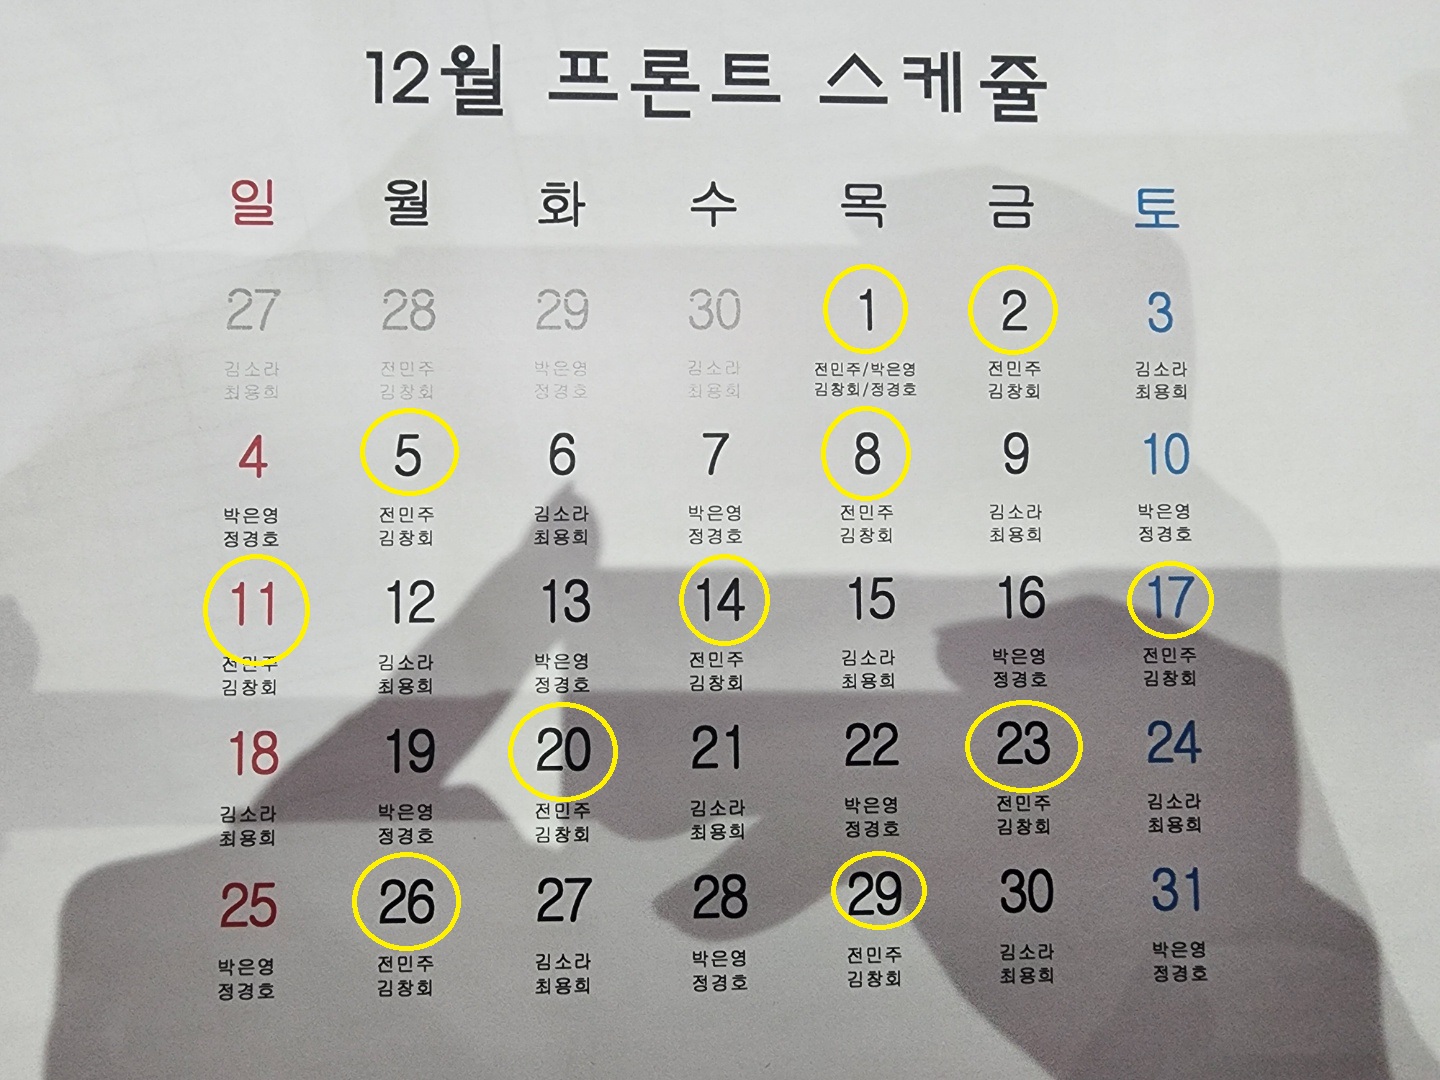 12월 프론트 스케쥴
일 월 화 수 목 금 토
27 28 29 30 1 2 3
김소라 전민주 박은영 김소라 전민주/박은영 전민주 김소라
최용희 김창회 정경호 최용희 김창회/정경호 김창회 최용희
4 5 6 7 8 9 10
박은영 전민주 김소라 박은영 전민주 김소라 박은영
정경호 김창회 최용희 정경호 김창회 최용희 정경호
11 12 13 14 15 16 17
전민주 김소라 박은영 전민주 김소라 박은영 전민주
김창회 최용희 정경호 김창회 최용희 정경호 김창회
18 19 20 21 22 23 24
김소라 박은영 전민주 김소라 박은영 전민주 김소라
최용희 정경호 김창회 최용희 정경호 김창회 최용희
25 26 27 28 29 30 31
박은영 전민주 김소라 박은영 전민주 김소라 박은영
정경호 김창회 최용희 정경호 김창회 최용희 정경호